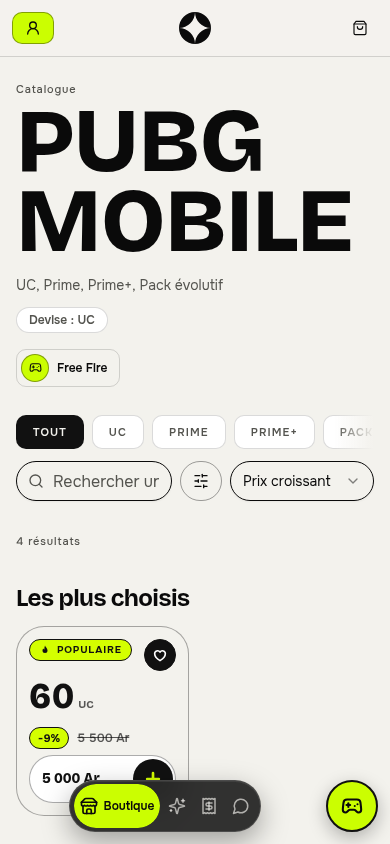 Catalogue
PUBG
MOBILE
UC, Prime, Prime+, Pack évolutif
Devise : UC
Free Fire
TOUT
UC
PRIME
PRIME+
PACK
Rechercher ur
Prix croissant
4 résultats
Les plus choisis
POPULAIRE
60 UC
-9% 5 500 Ar
5 000 Ar
Boutique